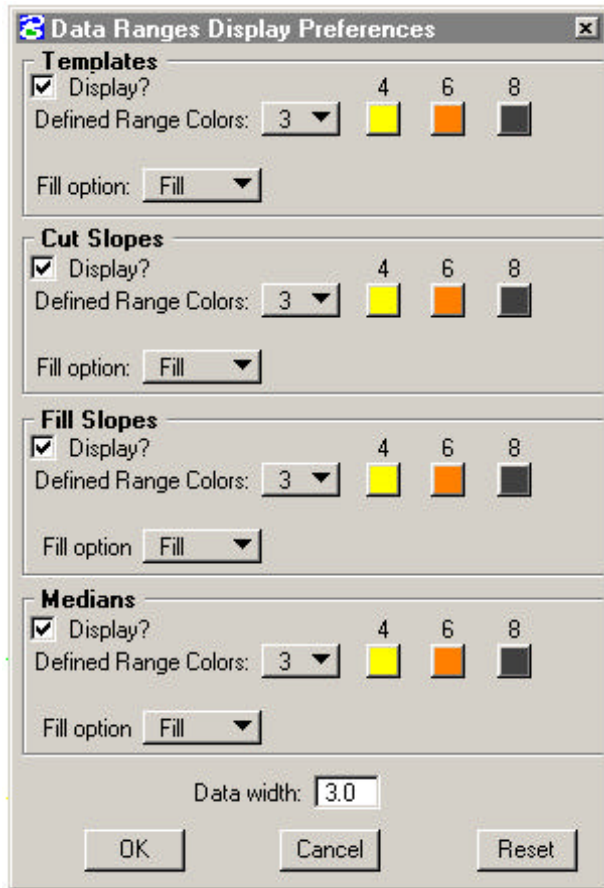 Data Ranges Display Preferences
Templates
Display? 4 6 8
Defined Range Colors: 3
Fill option: Fill
Cut Slopes
Display? 4 6 8
Defined Range Colors: 3
Fill option: Fill
Fill Slopes
Display? 4 6 8
Defined Range Colors: 3
Fill option Fill
Medians
Display? 4 6 8
Defined Range Colors: 3
Fill option Fill
Data width: 3.0
OK Cancel Reset